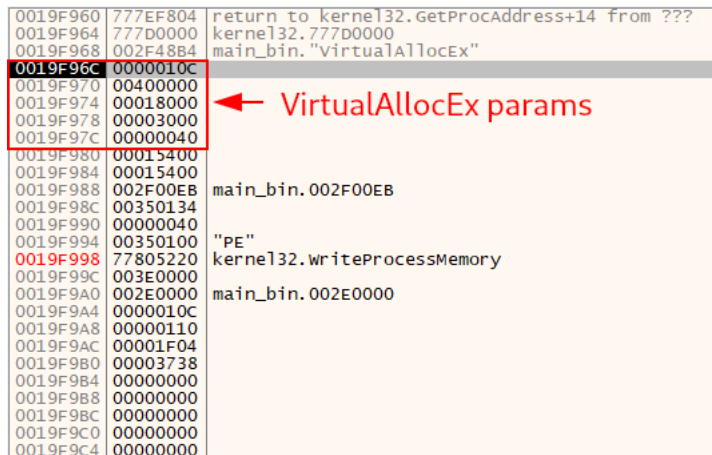 0019F960 777EF804 return to kernel32.GetProcAddress+14 from ???
0019F964 777D0000 kernel32.777D0000
0019F968 002F48B4 main_bin."VirtualAllocEx"
0019F96C 0000010C
0019F970 00400000
0019F974 00018000 VirtualAllocEx params
0019F978 00003000
0019F97C 00000040
0019F980 00015400
0019F984 00015400
0019F988 002F00EB main_bin.002F00EB
0019F98C 00350134
0019F990 00000040
0019F994 00350100 "PE"
0019F998 77805220 kernel32.WriteProcessMemory
0019F99C 003E0000
0019F9A0 002E0000 main_bin.002E0000
0019F9A4 0000010C
0019F9A8 00000110
0019F9AC 00001F04
0019F9B0 00003738
0019F9B4 00000000
0019F9B8 00000000
0019F9BC 00000000
0019F9C0 00000000
0019F9C4 00000000